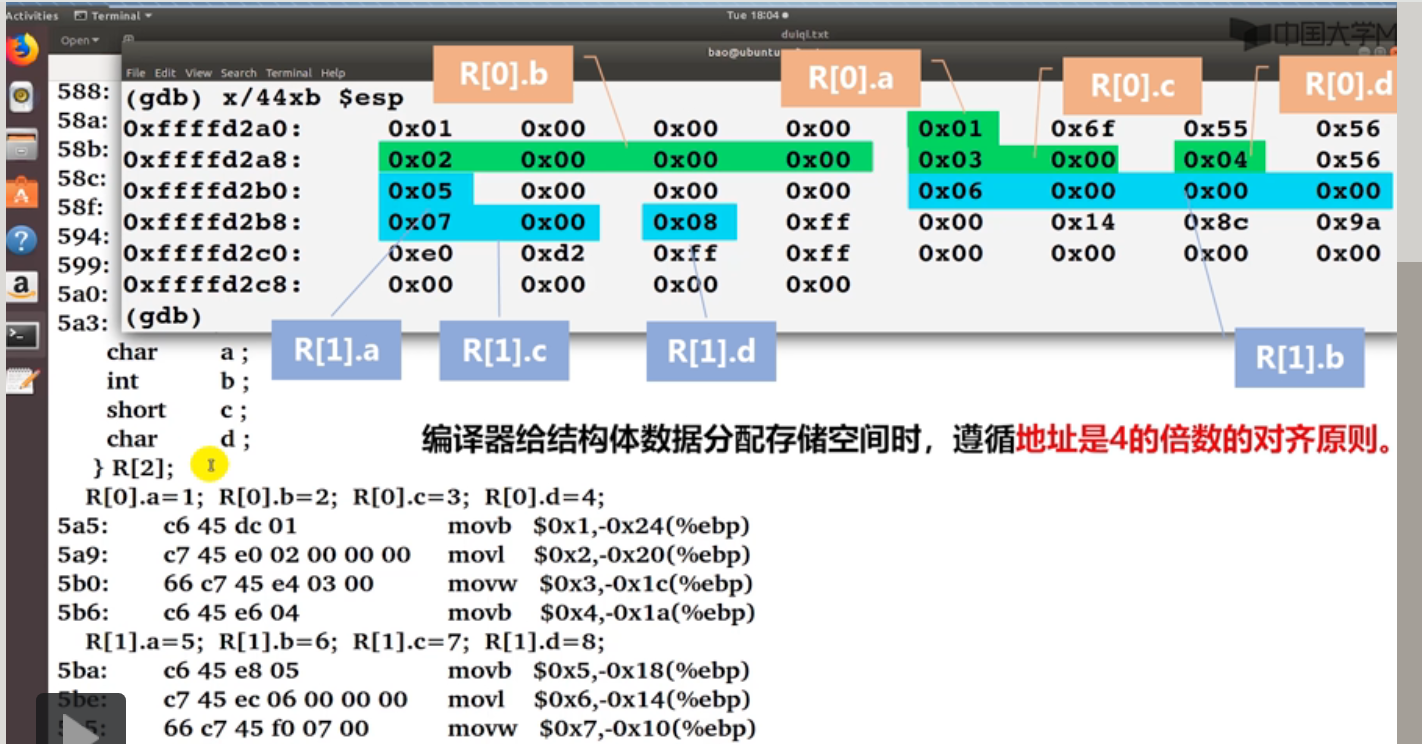 Activities Terminal Tue 18:04
Open duiqi.txt
中国大学M
bao@ubuntu
File Edit View Search Terminal Help
R[0].b R[0].a R[0].c R[0].d
588: (gdb) x/44xb $esp
58a: 0xffffd2a0: 0x01 0x00 0x00 0x00 0x01 0x6f 0x55 0x56
58b: 0xffffd2a8: 0x02 0x00 0x00 0x00 0x03 0x00 0x04 0x56
58c: 0xffffd2b0: 0x05 0x00 0x00 0x00 0x06 0x00 0x00 0x00
58f: 0xffffd2b8: 0x07 0x00 0x08 0xff 0x00 0x14 0x8c 0x9a
594: 0xffffd2c0: 0xe0 0xd2 0xff 0xff 0x00 0x00 0x00 0x00
599: 0xffffd2c8: 0x00 0x00 0x00 0x00
5a0:
5a3: (gdb)
R[1].a R[1].c R[1].d R[1].b
char a ;
int b ;
short c ;
char d ;
} R[2];
编译器给结构体数据分配存储空间时，遵循地址是4的倍数的对齐原则。
R[0].a=1; R[0].b=2; R[0].c=3; R[0].d=4;
5a5: c6 45 dc 01 movb $0x1,-0x24(%ebp)
5a9: c7 45 e0 02 00 00 00 movl $0x2,-0x20(%ebp)
5b0: 66 c7 45 e4 03 00 movw $0x3,-0x1c(%ebp)
5b6: c6 45 e6 04 movb $0x4,-0x1a(%ebp)
R[1].a=5; R[1].b=6; R[1].c=7; R[1].d=8;
5ba: c6 45 e8 05 movb $0x5,-0x18(%ebp)
5be: c7 45 ec 06 00 00 00 movl $0x6,-0x14(%ebp)
5: 66 c7 45 f0 07 00 movw $0x7,-0x10(%ebp)